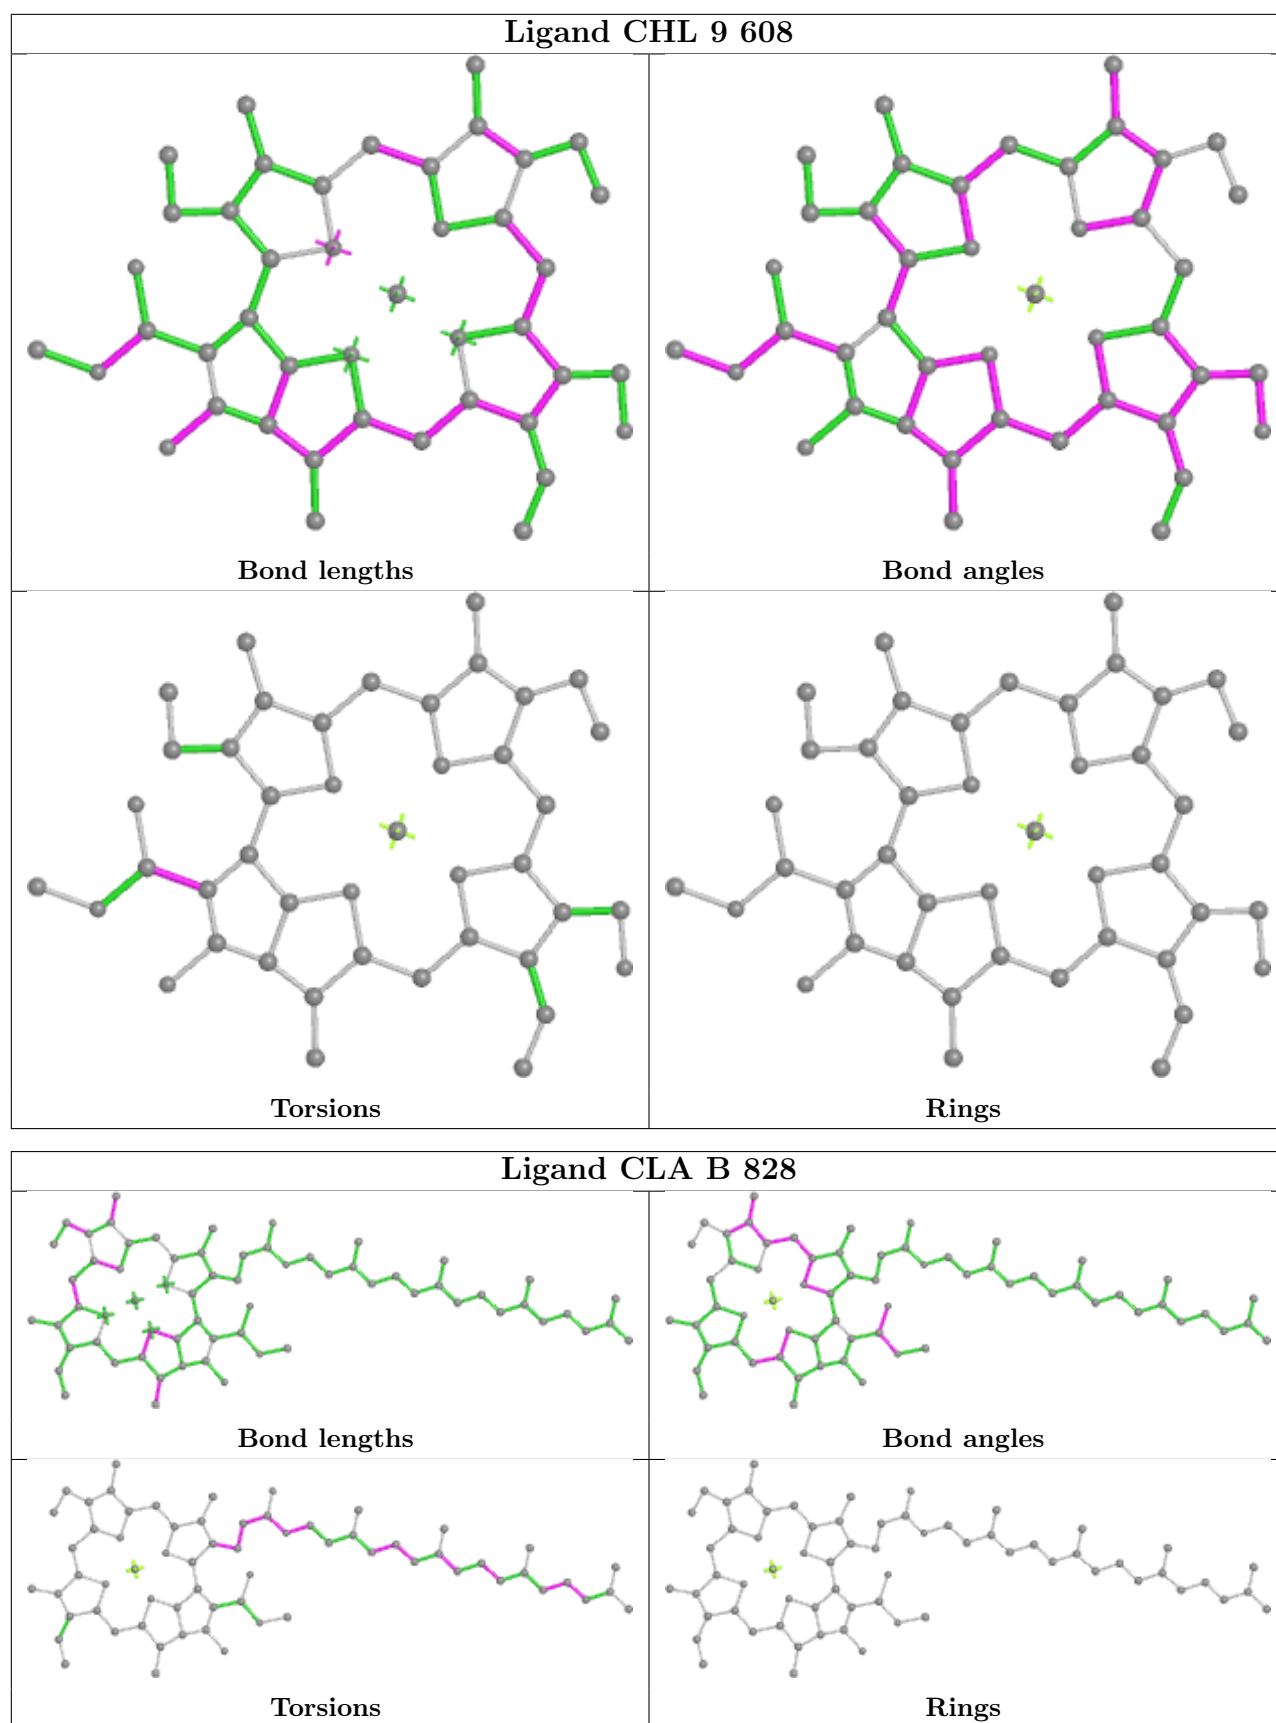 Ligand CHL 9 608
Bond lengths
Bond angles
Torsions
Rings
Ligand CLA B 828
Bond lengths
Bond angles
Torsions
Rings